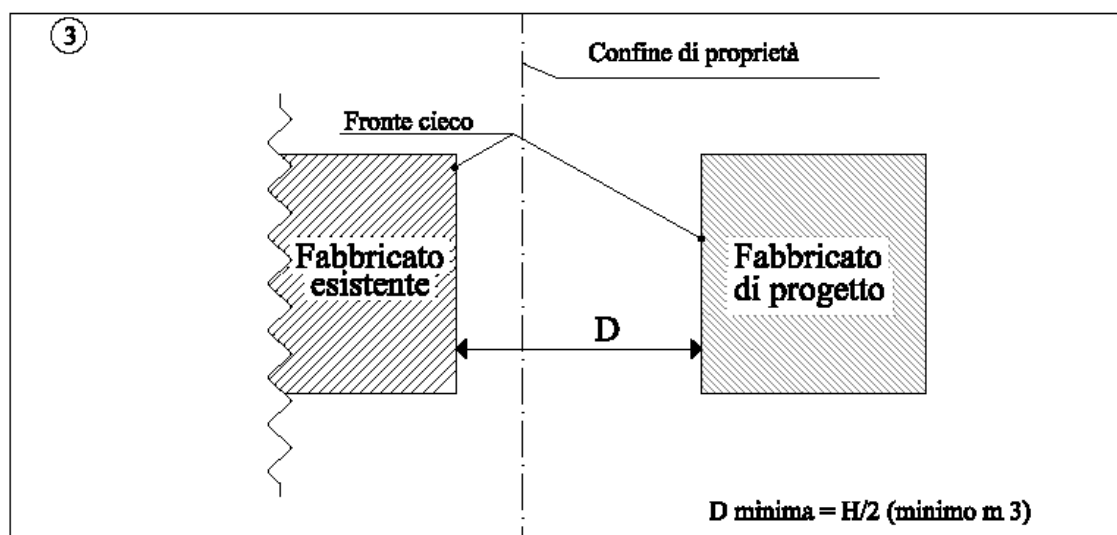 3
Confine di proprietà
Fronte cieco
Fabbricato
esistente
Fabbricato
di progetto
D
D minima = H/2 (minimo m 3)